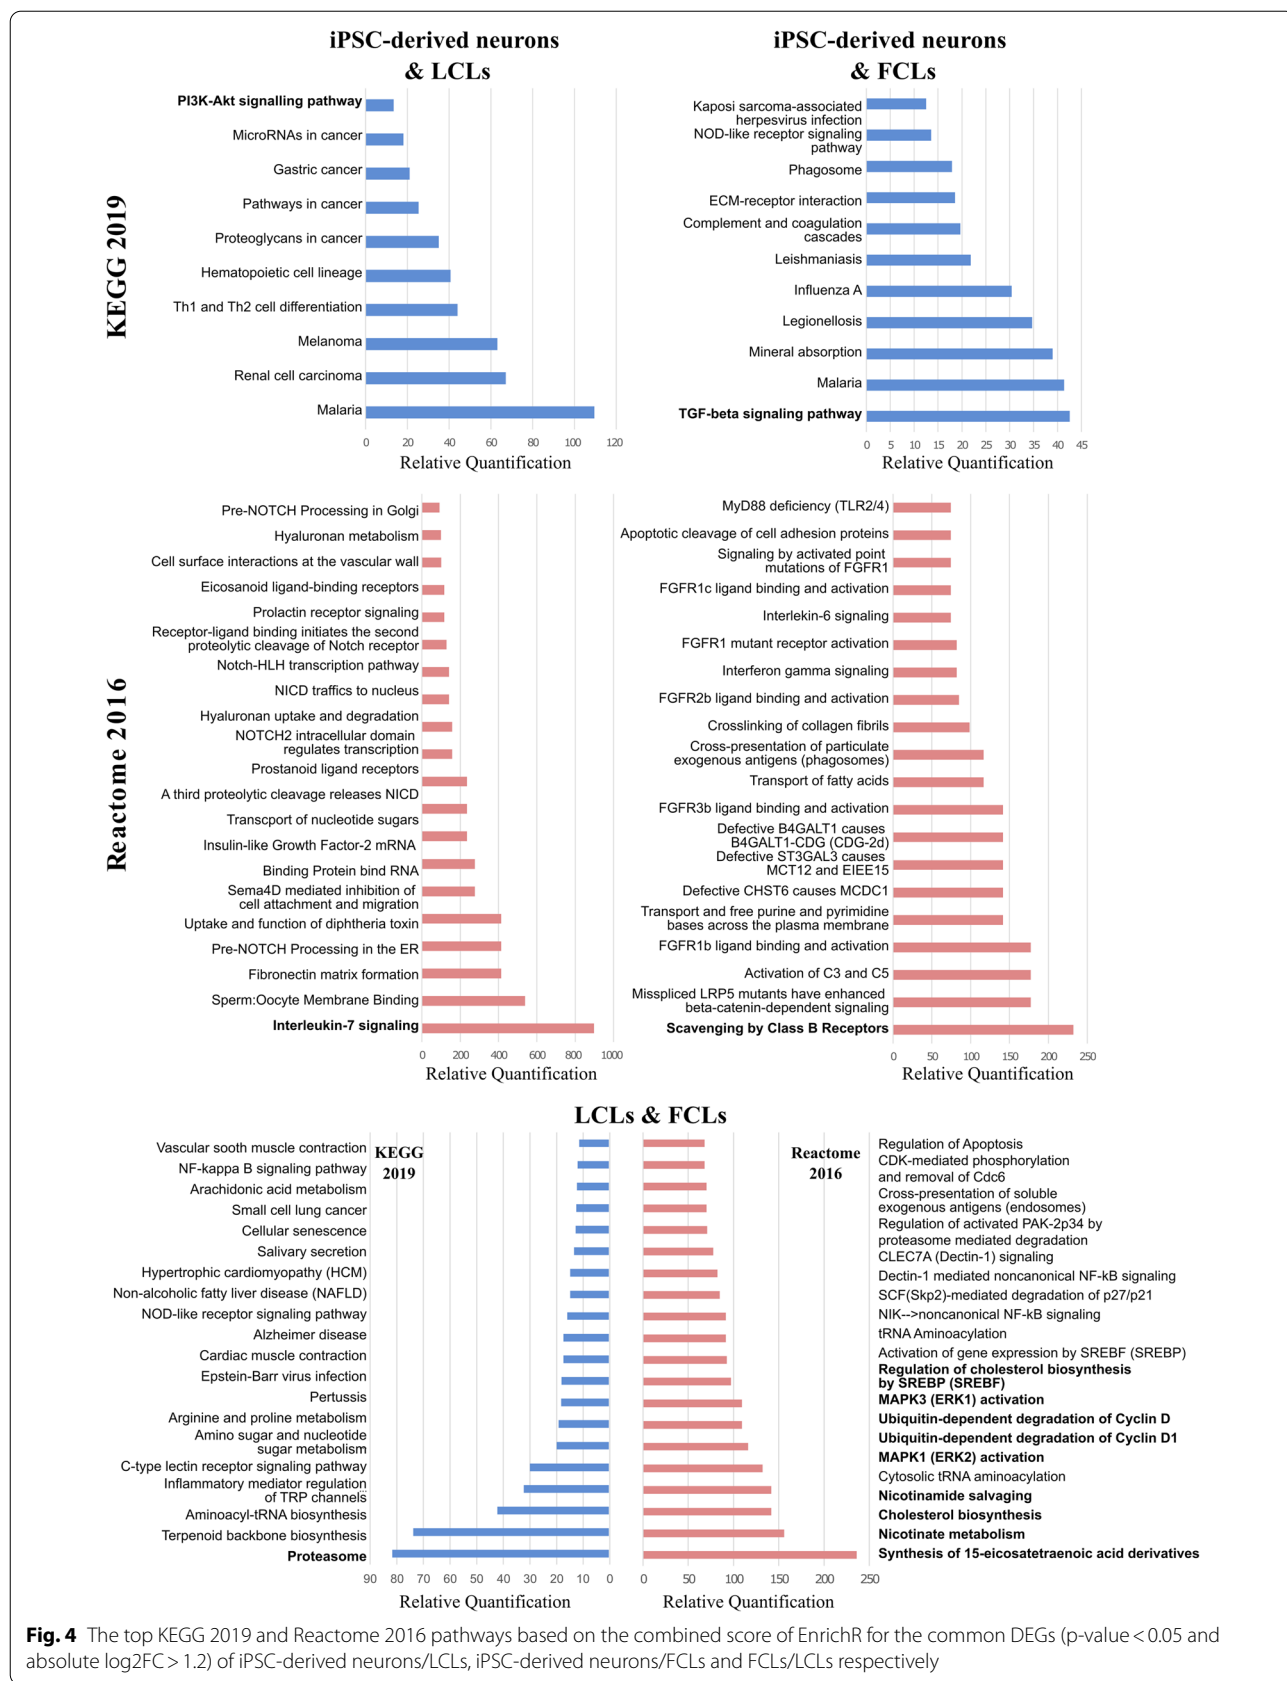 iPSC-derived neurons
& LCLs
iPSC-derived neurons
& FCLs
KEGG 2019
PI3K-Akt signalling pathway
MicroRNAs in cancer
Gastric cancer
Pathways in cancer
Proteoglycans in cancer
Hematopoietic cell lineage
Th1 and Th2 cell differentiation
Melanoma
Renal cell carcinoma
Malaria
0 20 40 60 80 100 120
Relative Quantification
Kaposi sarcoma-associated
herpesvirus infection
NOD-like receptor signaling
pathway
Phagosome
ECM-receptor interaction
Complement and coagulation
cascades
Leishmaniasis
Influenza A
Legionellosis
Mineral absorption
Malaria
TGF-beta signaling pathway
0 5 10 15 20 25 30 35 40 45
Relative Quantification
Reactome 2016
Pre-NOTCH Processing in Golgi
Hyaluronan metabolism
Cell surface interactions at the vascular wall
Eicosanoid ligand-binding receptors
Prolactin receptor signaling
Receptor-ligand binding initiates the second
proteolytic cleavage of Notch receptor
Notch-HLH transcription pathway
NICD traffics to nucleus
Hyaluronan uptake and degradation
NOTCH2 intracellular domain
regulates transcription
Prostanoid ligand receptors
A third proteolytic cleavage releases NICD
Transcport of nucleotide sugars
Insulin-like Growth Factor-2 mRNA
Binding Protein bind RNA
Sema4D mediated inhibition of
cell attachment and migration
Uptake and function of diphtheria toxin
Pre-NOTCH Processing in the ER
Fibronectin matrix formation
Sperm:Oocyte Membrane Binding
Interleukin-7 signaling
0 200 400 600 800 1000
Relative Quantification
MyD88 deficiency (TLR2/4)
Apoptotic cleavage of cell adhesion proteins
Signaling by activated point
mutations of FGFR1
FGFR1c ligand binding and activation
Interlekin-6 signaling
FGFR1 mutant receptor activation
Interferon gamma signaling
FGFR2b ligand binding and activation
Crosslinking of collagen fibrils
Cross-presentation of particulate
exogenous antigens (phagosomes)
Transport of fatty acids
FGFR3b ligand binding and activation
Defective B4GALT1 causes
B4GALT1-CDG (CDG-2d)
Defective ST3GAL3 causes
MCT12 and EIEE15
Defective CHST6 causes MCDC1
Transport and free purine and pyrimidine
bases across the plasma membrane
FGFR1b ligand binding and activation
Activation of C3 and C5
Misspliced LRP5 mutants have enhanced
beta-catenin-dependent signaling
Scavenging by Class B Receptors
0 50 100 150 200 250
Relative Quantification
LCLs & FCLs
KEGG
2019
Vascular sooth muscle contraction
NF-kappa B signaling pathway
Arachidonic acid metabolism
Small cell lung cancer
Cellular senescence
Salivary secretion
Hypertrophic cardiomyopathy (HCM)
Non-alcoholic fatty liver disease (NAFLD)
NOD-like receptor signaling pathway
Alzheimer disease
Cardiac muscle contraction
Epstein-Barr virus infection
Pertussis
Arginine and proline metabolism
Amino sugar and nucleotide
sugar metabolism
C-type lectin receptor signaling pathway
Inflammatory mediator regulation
of TRP channels
Aminoacyl-tRNA biosynthesis
Terpenoid backbone biosynthesis
Proteasome
90 80 70 60 50 40 30 20 10 0
Relative Quantification
Reactome
2016
Regulation of Apoptosis
CDK-mediated phosphorylation
and removal of Cdc6
Cross-presentation of soluble
exogenous antigens (endosomes)
Regulation of activated PAK-2p34 by
proteasome mediated degradation
CLEC7A (Dectin-1) signaling
Dectin-1 mediated noncanonical NF-kB signaling
SCF(Skp2)-mediated degradation of p27/p21
NIK-->noncanonical NF-kB signaling
tRNA Aminoacylation
Activation of gene expression by SREBF (SREBP)
Regulation of cholesterol biosynthesis
by SREBP (SREBF)
MAPK3 (ERK1) activation
Ubiquitin-dependent degradation of Cyclin D
Ubiquitin-dependent degradation of Cyclin D1
MAPK1 (ERK2) activation
Cytosolic tRNA aminoacylation
Nicotinamide salvaging
Cholesterol biosynthesis
Nicotinate metabolism
Synthesis of 15-eicosatetraenoic acid derivatives
0 50 100 150 200 250
Relative Quantification
Fig. 4 The top KEGG 2019 and Reactome 2016 pathways based on the combined score of EnrichR for the common DEGs (p-value < 0.05 and
absolute log2FC > 1.2) of iPSC-derived neurons/LCLs, iPSC-derived neurons/FCLs and FCLs/LCLs respectively